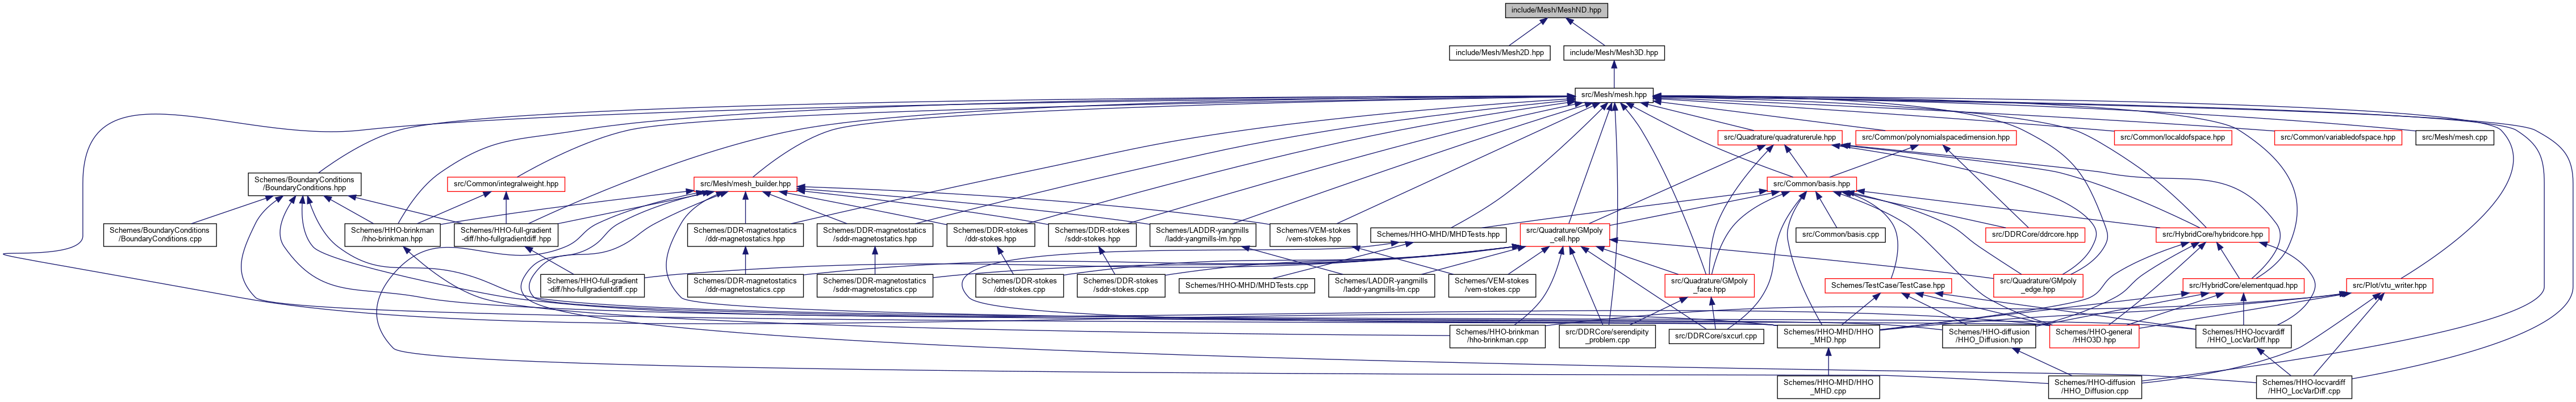 include/Mesh/MeshND.hpp
include/Mesh/Mesh2D.hpp
include/Mesh/Mesh3D.hpp
src/Mesh/mesh.hpp
src/Quadrature/quadraturerule.hpp
src/Common/polynomialspacedimension.hpp
src/Common/localdofspace.hpp
src/Common/variabledofspace.hpp
src/Mesh/mesh.cpp
Schemes/BoundaryConditions
/BoundaryConditions.hpp
src/Common/integralweight.hpp
src/Mesh/mesh_builder.hpp
src/Common/basis.hpp
Schemes/BoundaryConditions
/BoundaryConditions.cpp
Schemes/HHO-brinkman
/hho-brinkman.hpp
Schemes/HHO-full-gradient
-diff/hho-fullgradientdiff.hpp
Schemes/DDR-magnetostatics
/ddr-magnetostatics.hpp
Schemes/DDR-magnetostatics
/sddr-magnetostatics.hpp
Schemes/DDR-stokes
/ddr-stokes.hpp
Schemes/DDR-stokes
/sddr-stokes.hpp
Schemes/LADDR-yangmills
/laddr-yangmills-lm.hpp
Schemes/VEM-stokes
/vem-stokes.hpp
Schemes/HHO-MHD/MHDTests.hpp
src/Quadrature/GMpoly
_cell.hpp
src/Common/basis.cpp
src/DDRCore/ddrcore.hpp
src/HybridCore/hybridcore.hpp
Schemes/HHO-full-gradient
-diff/hho-fullgradientdiff.cpp
Schemes/DDR-magnetostatics
/ddr-magnetostatics.cpp
Schemes/DDR-magnetostatics
/sddr-magnetostatics.cpp
Schemes/DDR-stokes
/ddr-stokes.cpp
Schemes/DDR-stokes
/sddr-stokes.cpp
Schemes/HHO-MHD/MHDTests.cpp
Schemes/LADDR-yangmills
/laddr-yangmills-lm.cpp
Schemes/VEM-stokes
/vem-stokes.cpp
src/Quadrature/GMpoly
_face.hpp
Schemes/TestCase/TestCase.hpp
src/Quadrature/GMpoly
_edge.hpp
src/HybridCore/elementquad.hpp
src/Plot/vtu_writer.hpp
Schemes/HHO-brinkman
/hho-brinkman.cpp
src/DDRCore/serendipity
_problem.cpp
src/DDRCore/sxcurl.cpp
Schemes/HHO-MHD/HHO
_MHD.hpp
Schemes/HHO-diffusion
/HHO_Diffusion.hpp
Schemes/HHO-general
/HHO3D.hpp
Schemes/HHO-locvardiff
/HHO_LocVarDiff.hpp
Schemes/HHO-MHD/HHO
_MHD.cpp
Schemes/HHO-diffusion
/HHO_Diffusion.cpp
Schemes/HHO-locvardiff
/HHO_LocVarDiff.cpp